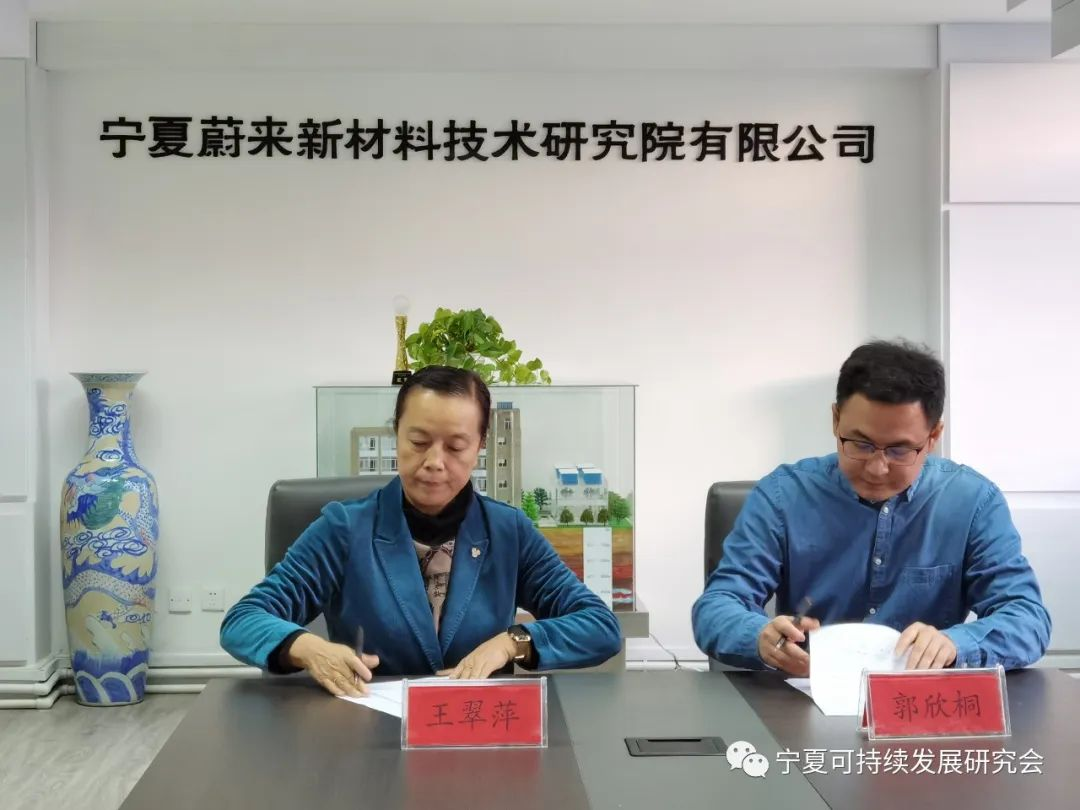 宁夏蔚来新材料技术研究院有限公司
王翠萍
郭欣桐
宁夏可持续发展研究会